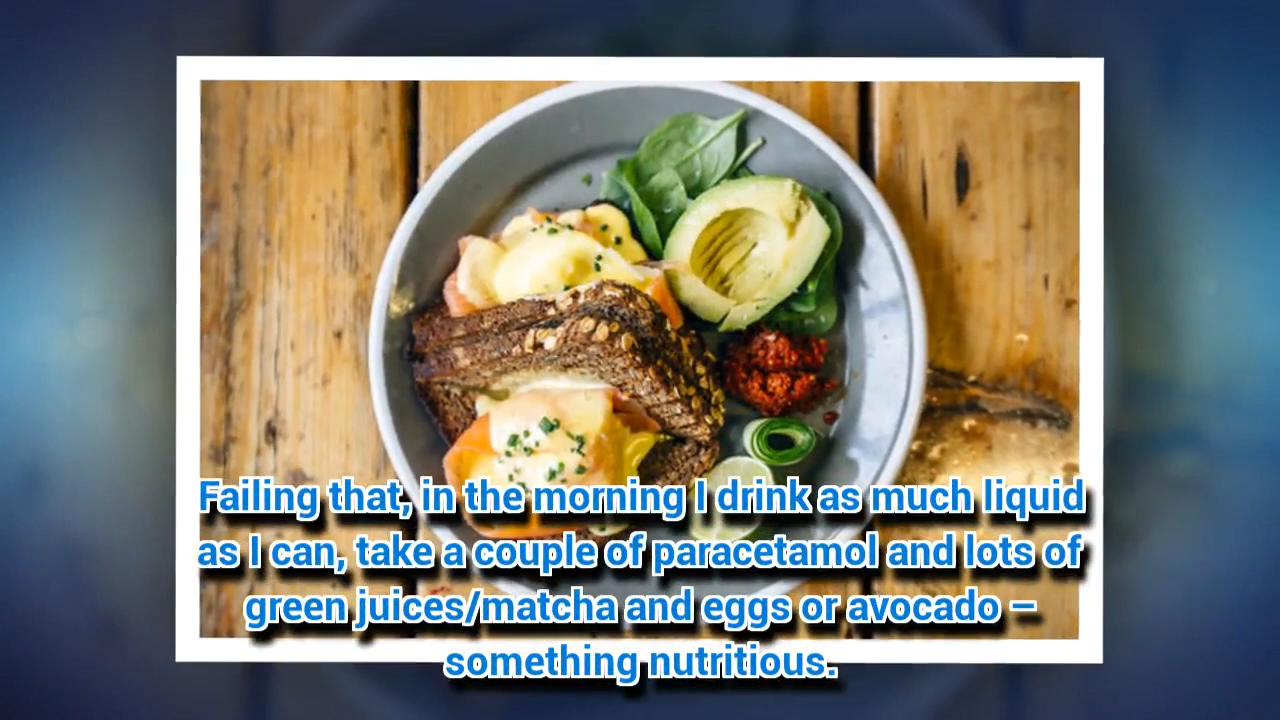 Failing that, in the morning I drink as much liquid
as I can, take a couple of paracetamol and lots of
green juices/matcha and eggs or avocado –
something nutritious.